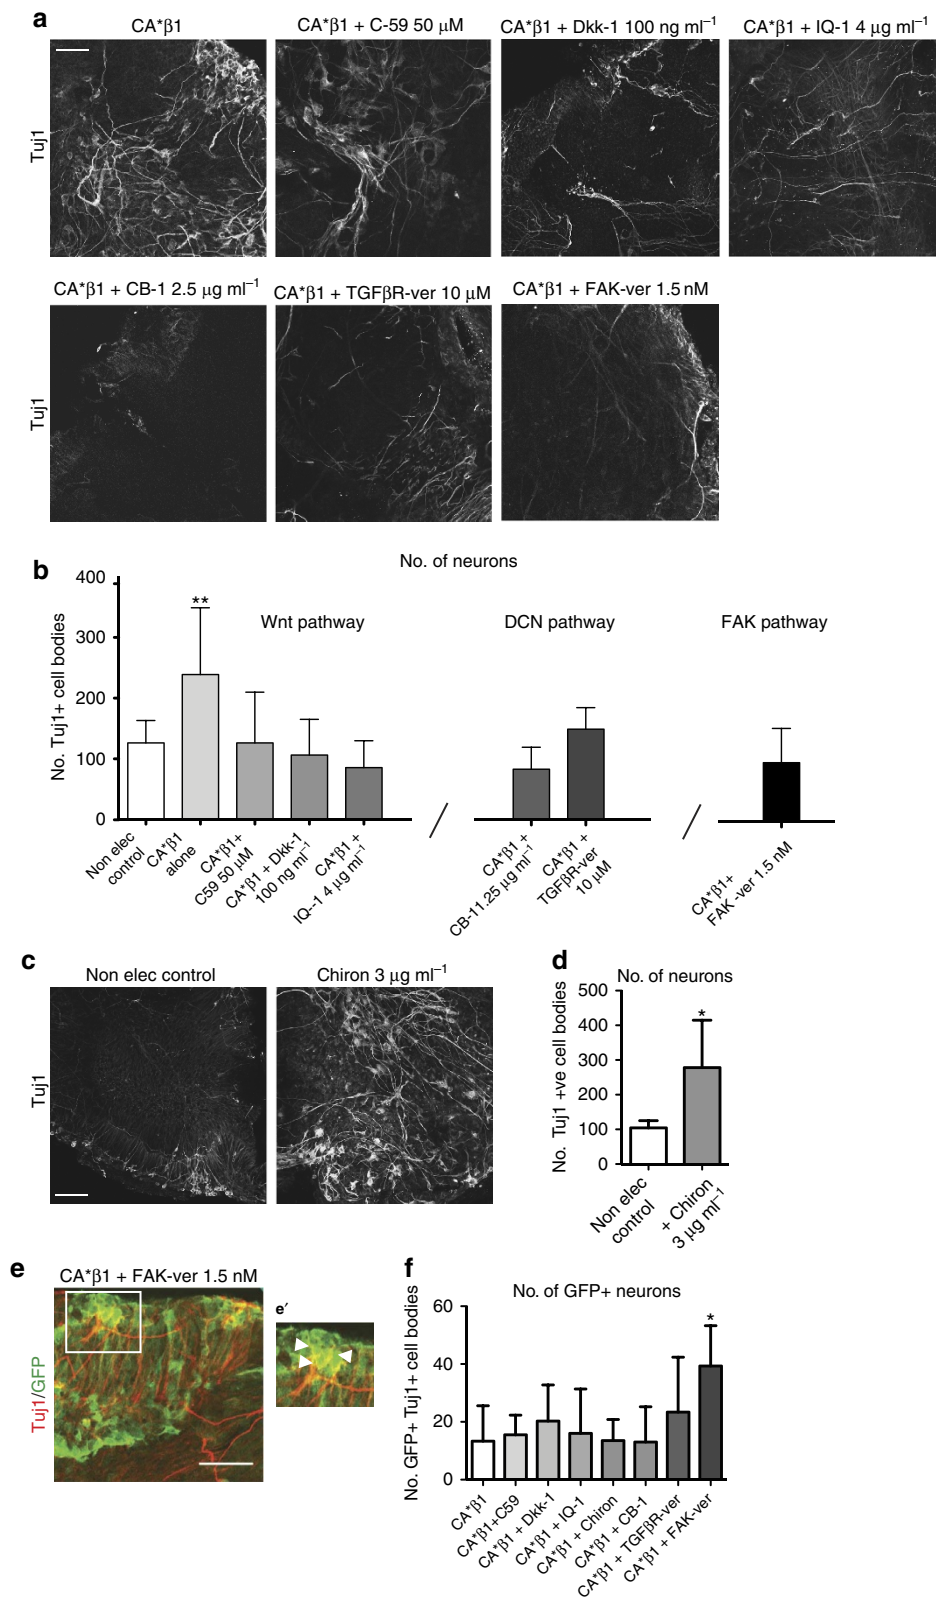 a
CA*β1
CA*β1 + C-59 50 μM
CA*β1 + Dkk-1 100 ng ml⁻¹
CA*β1 + IQ-1 4 μg ml⁻¹
Tuj1
CA*β1 + CB-1 2.5 μg ml⁻¹
CA*β1 + TGFβR-ver 10 μM
CA*β1 + FAK-ver 1.5 nM
Tuj1
b
No. of neurons
No. Tuj1+ cell bodies
400
300
200
100
0
**
Wnt pathway
DCN pathway
FAK pathway
Non elec
control
CA*β1
alone
CA*β1+
C59 50 μM
CA*β1 + Dkk-1
100 ng ml⁻¹
CA*β1 +
IQ-1 4 μg ml⁻¹
CA*β1 +
CB-11.25 μg ml⁻¹
CA*β1 +
TGFβR-ver
10 μM
CA*β1+
FAK -ver 1.5 nM
c
Non elec control
Chiron 3 μg ml⁻¹
Tuj1
d
No. of neurons
No. Tuj1 +ve cell bodies
500
400
300
200
100
0
*
Non elec
control
+ Chiron
3 μg ml⁻¹
e
CA*β1 + FAK-ver 1.5 nM
Tuj1/GFP
e′
f
No. of GFP+ neurons
No. GFP+ Tuj1+ cell bodies
60
40
20
0
*
CA*β1
CA*β1+C59
CA*β1 + Dkk-1
CA*β1 + IQ-1
CA*β1 + Chiron
CA*β1 + CB-1
CA*β1 + TGFβR-ver
CA*β1 + FAK-ver